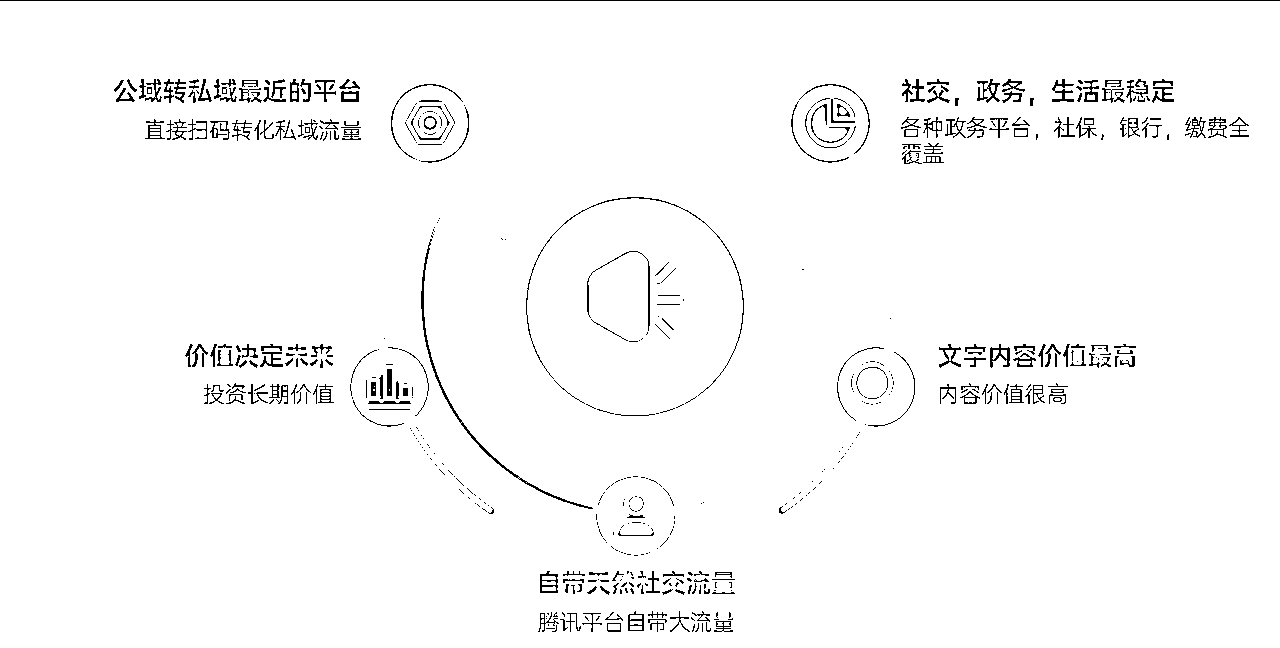 公域转私域最近的平台
直接扫码转化私域流量
社交，政务，生活最稳定
各种政务平台，社保，银行，缴费全
覆盖
价值决定未来
投资长期价值
文字内容价值最高
内容价值很高
自带天然社交流量
腾讯平台自带大流量